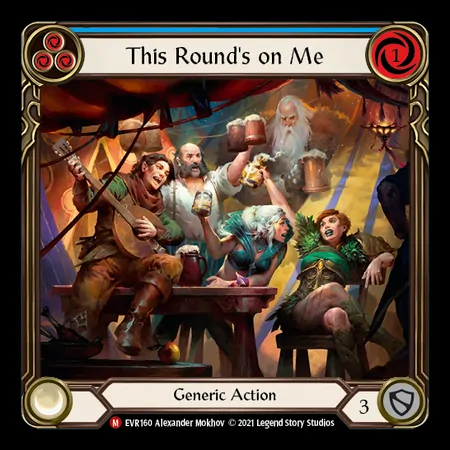 This Round's on Me
1
Generic Action
3
M EVR160 Alexander Mokhov © 2021 Legend Story Studios